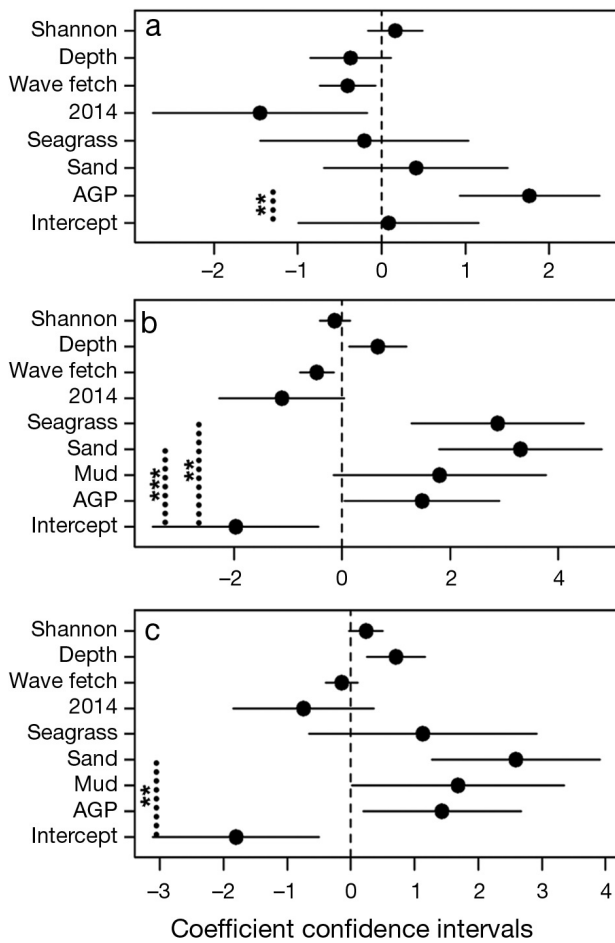 a
Shannon
Depth
Wave fetch
2014
Seagrass
Sand
AGP
Intercept
**
−2 −1 0 1 2
b
Shannon
Depth
Wave fetch
2014
Seagrass
Sand
Mud
AGP
Intercept
*** **
−2 0 2 4
c
Shannon
Depth
Wave fetch
2014
Seagrass
Sand
Mud
AGP
Intercept
**
−3 −2 −1 0 1 2 3 4
Coefficient confidence intervals